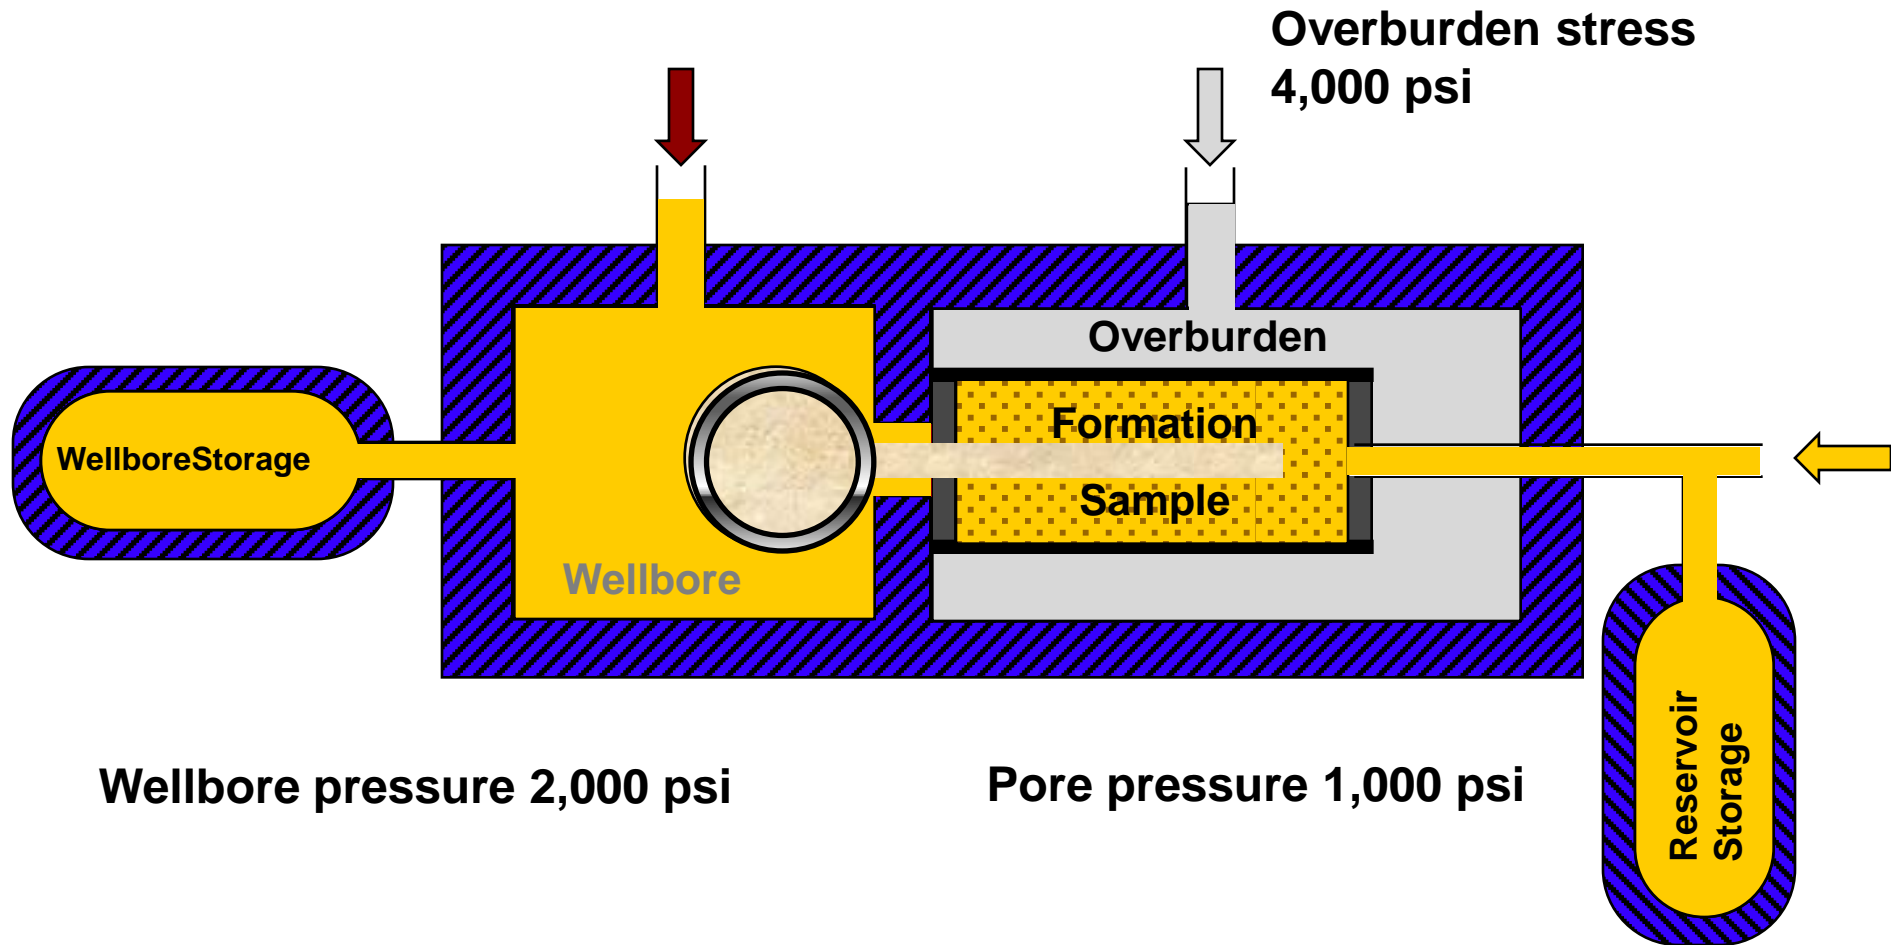 Overburden stress
4,000 psi
Overburden
Formation
Sample
WellboreStorage
Wellbore
Reservoir
Storage
Wellbore pressure 2,000 psi
Pore pressure 1,000 psi